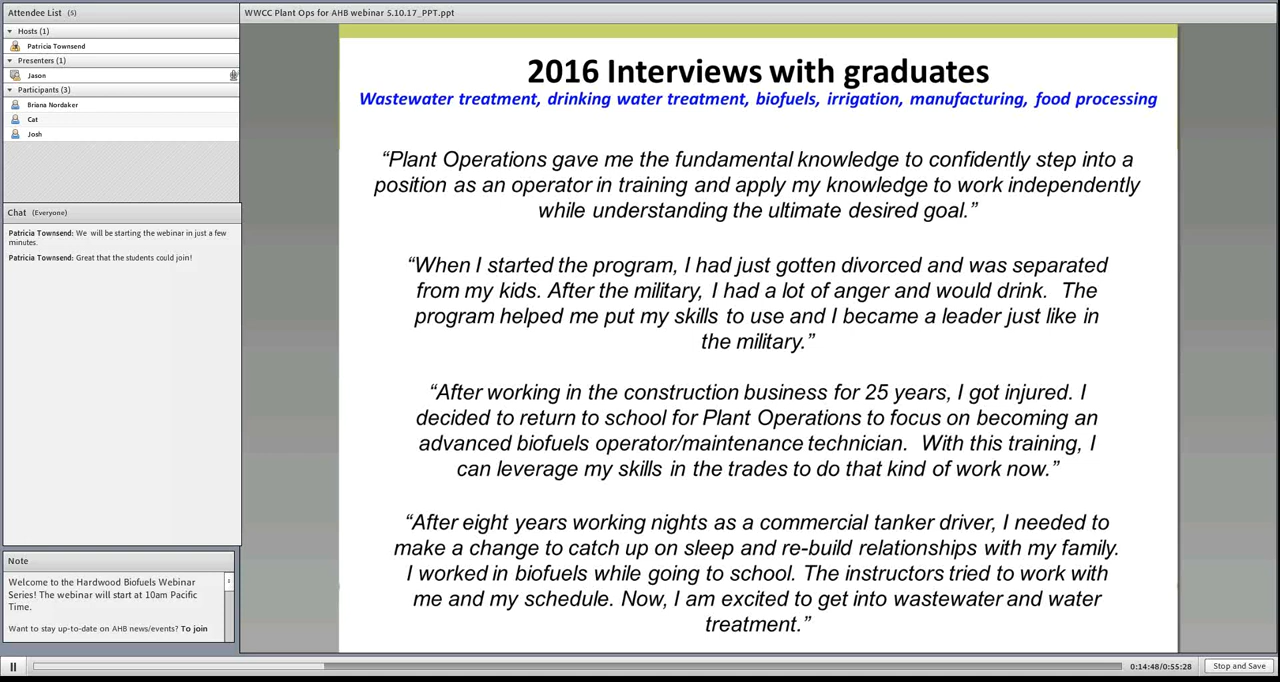 Attendee List (5)
WWCC Plant Ops for AHB webinar 5.10.17_PPT.ppt
Hosts (1)
Patricia Townsend
Presenters (1)
Jason
Participants (3)
Briana Nordaker
Cat
Josh
Chat (Everyone)
Patricia Townsend: We will be starting the webinar in just a few
minutes.
Patricia Townsend: Great that the students could join!
Note
Welcome to the Hardwood Biofuels Webinar
Series! The webinar will start at 10am Pacific
Time.
Want to stay up-to-date on AHB news/events? To join
2016 Interviews with graduates
Wastewater treatment, drinking water treatment, biofuels, irrigation, manufacturing, food processing
“Plant Operations gave me the fundamental knowledge to confidently step into a
position as an operator in training and apply my knowledge to work independently
while understanding the ultimate desired goal.”
“When I started the program, I had just gotten divorced and was separated
from my kids. After the military, I had a lot of anger and would drink. The
program helped me put my skills to use and I became a leader just like in
the military.”
“After working in the construction business for 25 years, I got injured. I
decided to return to school for Plant Operations to focus on becoming an
advanced biofuels operator/maintenance technician. With this training, I
can leverage my skills in the trades to do that kind of work now.”
“After eight years working nights as a commercial tanker driver, I needed to
make a change to catch up on sleep and re-build relationships with my family.
I worked in biofuels while going to school. The instructors tried to work with
me and my schedule. Now, I am excited to get into wastewater and water
treatment.”
0:14:48/0:55:28
Stop and Save